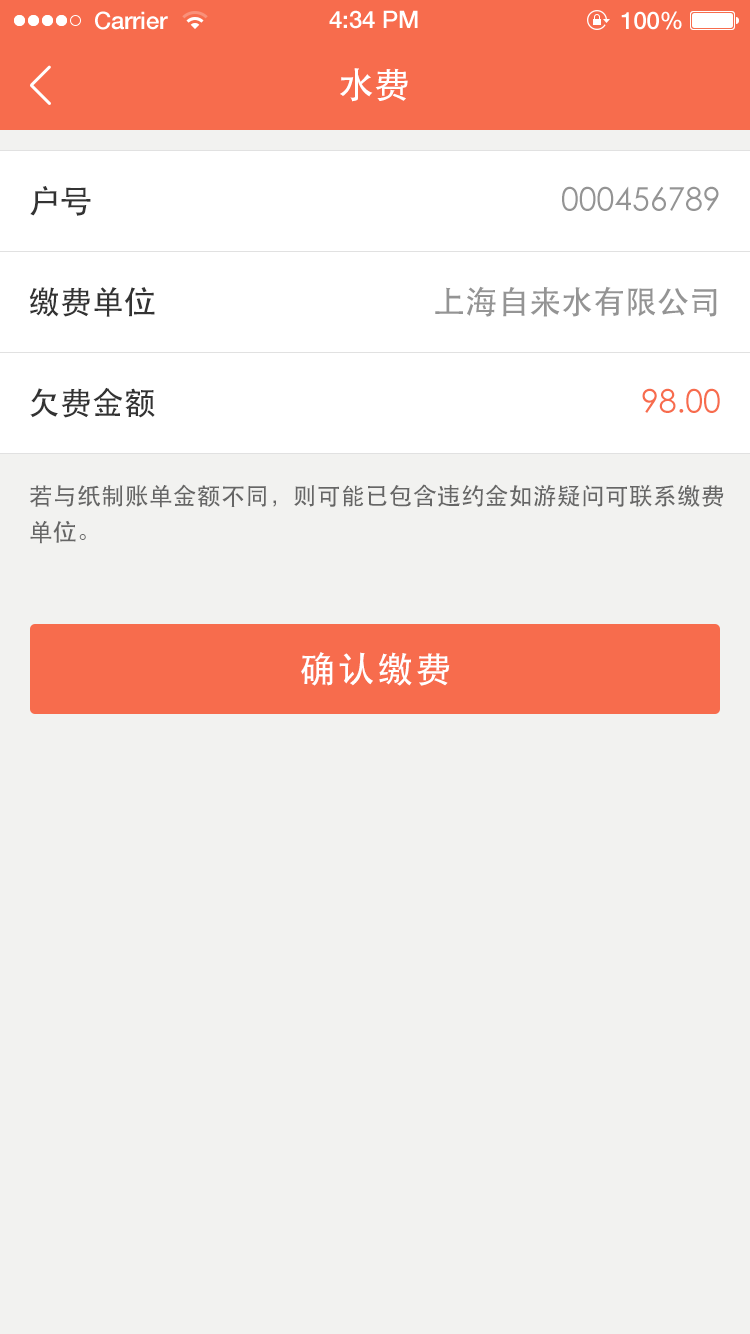 Carrier 4:34 PM 100%
水费
户号 000456789
缴费单位 上海自来水有限公司
欠费金额 98.00
若与纸制账单金额不同，则可能已包含违约金如游疑问可联系缴费
单位。
确认缴费